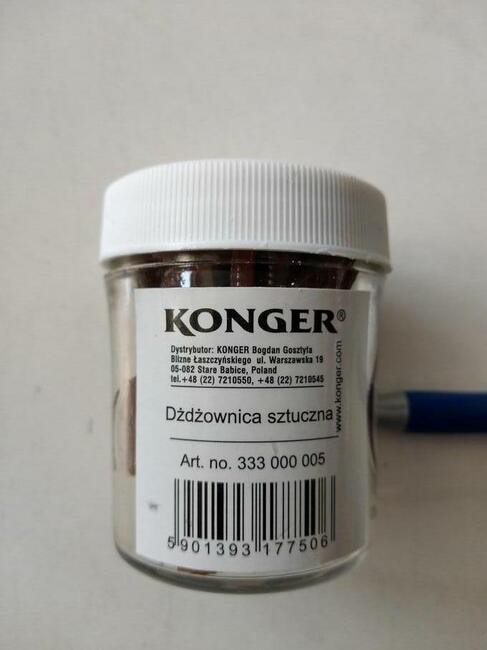 KONGER®
Dystrybutor: KONGER Bogdan Gosztyła
Blizne Łaszczyńskiego ul. Warszawska 19
05-082 Stare Babice, Poland
tel.+48 (22) 7210550, +48 (22) 7210545
www.konger.com
Dżdżownica sztuczna
Art. no. 333 000 005
5 901393 177506